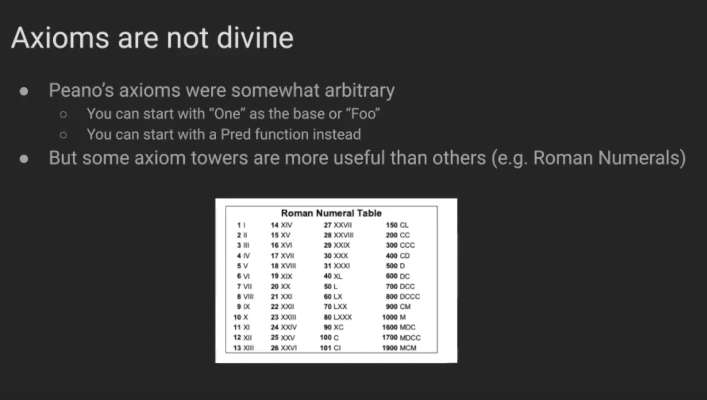 Axioms are not divine
● Peano's axioms were somewhat arbitrary
○ You can start with “One” as the base or “Foo”
○ You can start with a Pred function instead
● But some axiom towers are more useful than others (e.g. Roman Numerals)
Roman Numeral Table
1 I 14 XIV 27 XXVII 150 CL
2 II 15 XV 28 XXVIII 200 CC
3 III 16 XVI 29 XXIX 300 CCC
4 IV 17 XVII 30 XXX 400 CD
5 V 18 XVIII 31 XXXI 500 D
6 VI 19 XIX 40 XL 600 DC
7 VII 20 XX 50 L 700 DCC
8 VIII 21 XXI 60 LX 800 DCCC
9 IX 22 XXII 70 LXX 900 CM
10 X 23 XXIII 80 LXXX 1000 M
11 XI 24 XXIV 90 XC 1600 MDC
12 XII 25 XXV 100 C 1700 MDCC
13 XIII 26 XXVI 101 CI 1900 MCM